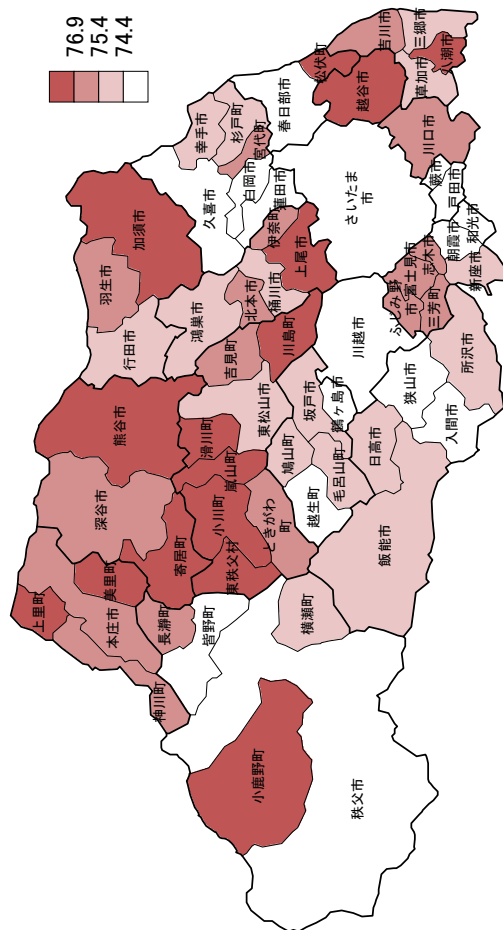 76.9
75.4
74.4
上里町
本庄市
美里町
神川町
深谷市
熊谷市
寄居町
長瀞町
皆野町
小鹿野町
秩父市
横瀬町
東秩父村
小川町
嵐山町
滑川町
ときがわ
町
行田市
羽生市
加須市
鴻巣市
吉見町
東松山市
北本市
桶川市
伊奈町
上尾市
川島町
久喜市
幸手市
杉戸町
宮代町
白岡市
蓮田市
春日部市
松伏町
越谷市
吉川市
三郷市
八潮市
草加市
川口市
さいたま
市
蕨市
戸田市
和光市
朝霞市
新座市
志木市
富士見市
ふじみ野
市
三芳町
川越市
坂戸市
鶴ヶ島市
鳩山町
毛呂山町
越生町
日高市
飯能市
狭山市
入間市
所沢市